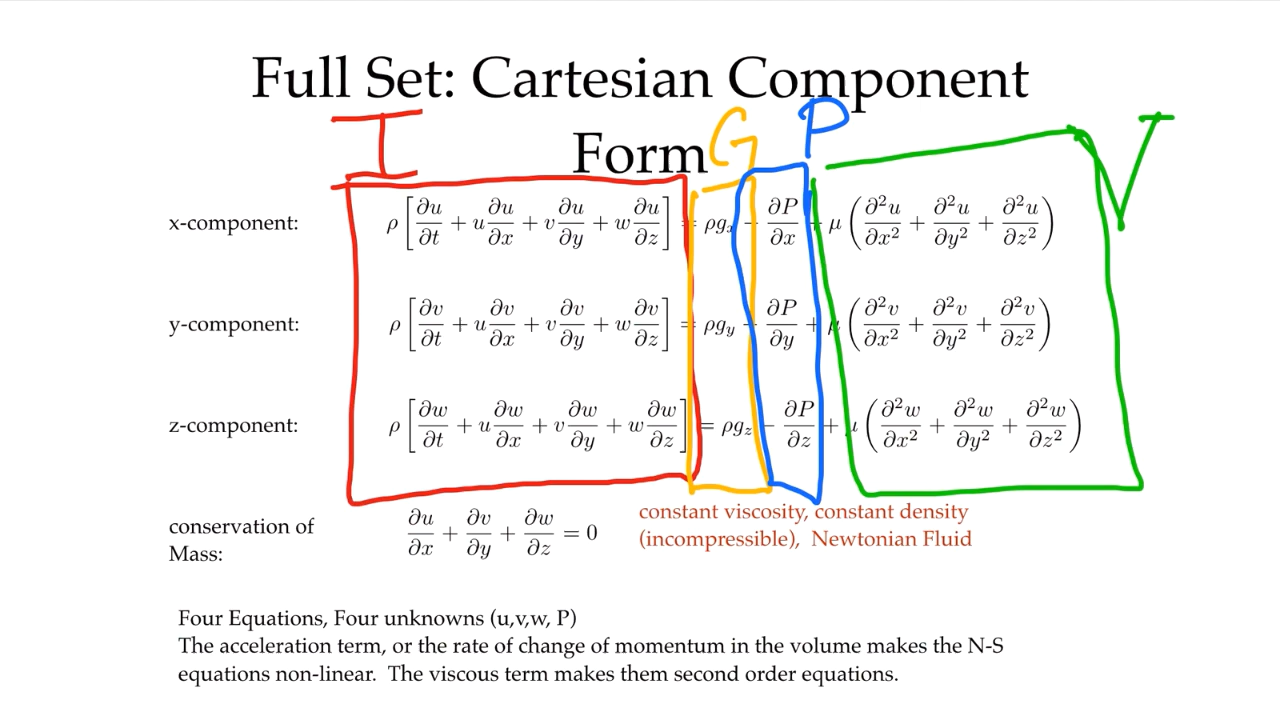 Full Set: Cartesian Component
Form
I
G
P
V
x-component: ρ [∂u/∂t + u ∂u/∂x + v ∂u/∂y + w ∂u/∂z] = ρgₓ − ∂P/∂x + μ (∂²u/∂x² + ∂²u/∂y² + ∂²u/∂z²)
y-component: ρ [∂v/∂t + u ∂v/∂x + v ∂v/∂y + w ∂v/∂z] = ρg_y − ∂P/∂y + μ (∂²v/∂x² + ∂²v/∂y² + ∂²v/∂z²)
z-component: ρ [∂w/∂t + u ∂w/∂x + v ∂w/∂y + w ∂w/∂z] = ρg_z − ∂P/∂z + μ (∂²w/∂x² + ∂²w/∂y² + ∂²w/∂z²)
conservation of
Mass:
∂u/∂x + ∂v/∂y + ∂w/∂z = 0
constant viscosity, constant density
(incompressible), Newtonian Fluid
Four Equations, Four unknowns (u,v,w, P)
The acceleration term, or the rate of change of momentum in the volume makes the N-S
equations non-linear. The viscous term makes them second order equations.